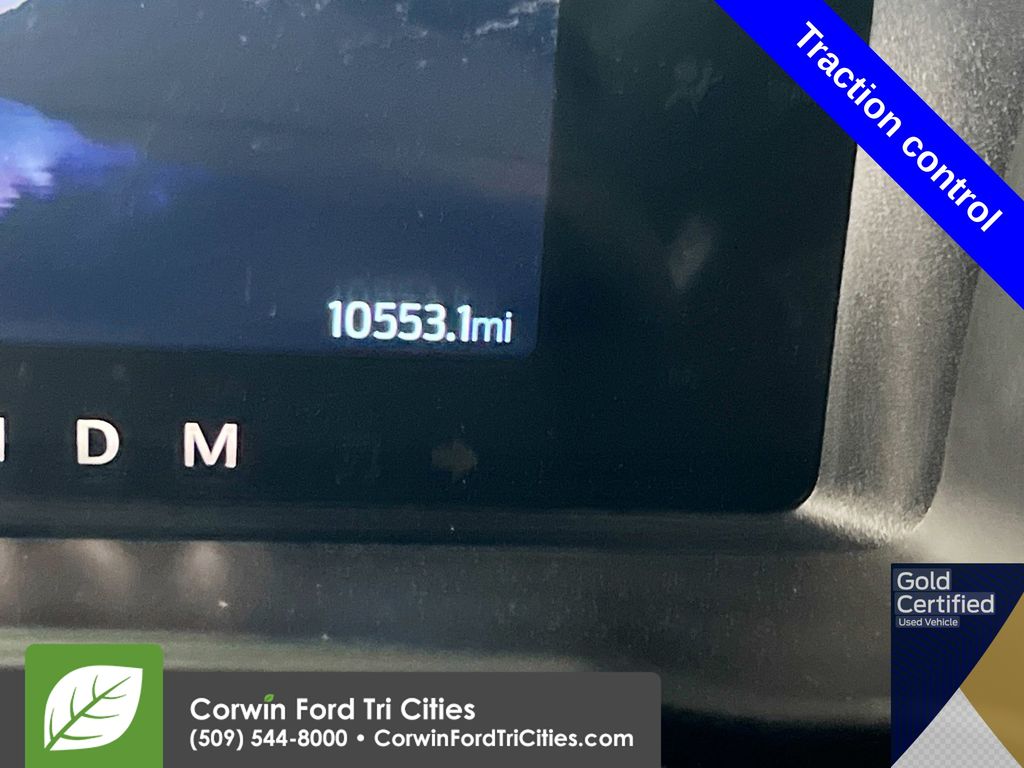 Traction control
10553.1mi
D M
Gold
Certified
Used Vehicle
Corwin Ford Tri Cities
(509) 544-8000 • CorwinFordTriCities.com